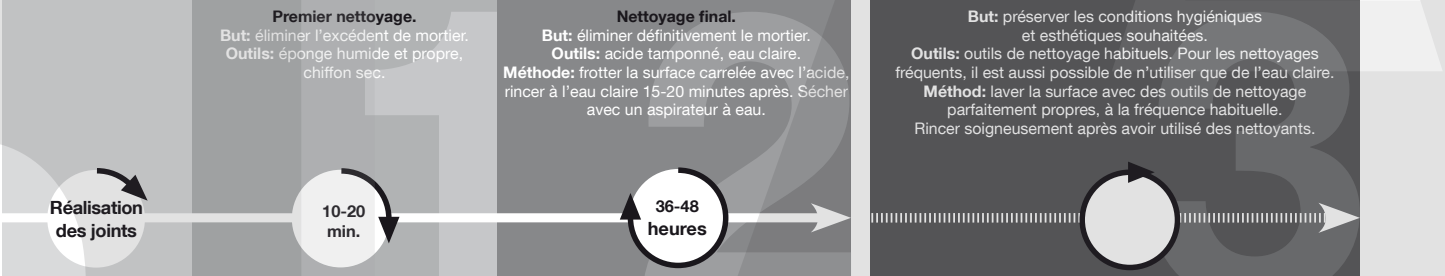 Premier nettoyage.
But: éliminer l'excédent de mortier.
Outils: éponge humide et propre,
chiffon sec.
1
Réalisation
des joints
10-20
min.
Nettoyage final.
But: éliminer définitivement le mortier.
Outils: acide tamponné, eau claire.
Méthode: frotter la surface carrelée avec l'acide,
rincer à l'eau claire 15-20 minutes après. Sécher
avec un aspirateur à eau.
2
36-48
heures
But: préserver les conditions hygiéniques
et esthétiques souhaitées.
Outils: outils de nettoyage habituels. Pour les nettoyages
fréquents, il est aussi possible de n'utiliser que de l'eau claire.
Méthod: laver la surface avec des outils de nettoyage
parfaitement propres, à la fréquence habituelle.
Rincer soigneusement après avoir utilisé des nettoyants.
3